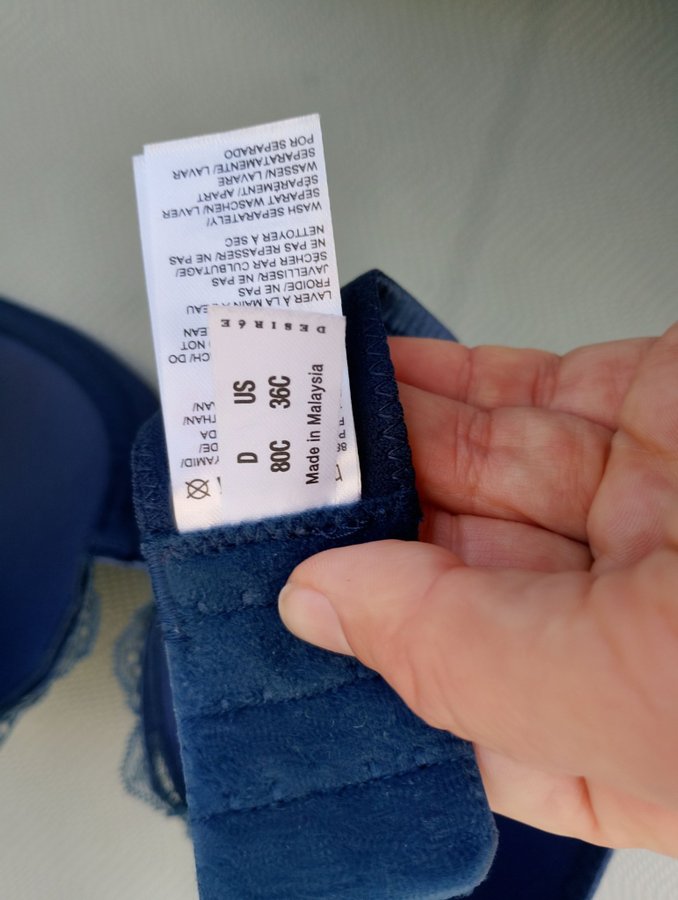 DESIRÉE
D US
80C 36C
Made in Malaysia
NOT
LAVER À LA MAIN EAU
FROIDE/ NE PAS
JAVELLISER/ NE PAS
SÉCHER PAR CULBUTAGE/
NE PAS REPASSER/ NE PAS
NETTOYER À SEC
WASH SEPARATELY/
SEPARAT WASCHEN/ LAVER
SÉPARÉMENT/ APART
WASSEN/ LAVARE
SEPARATAMENTE/ LAVAR
POR SEPARADO